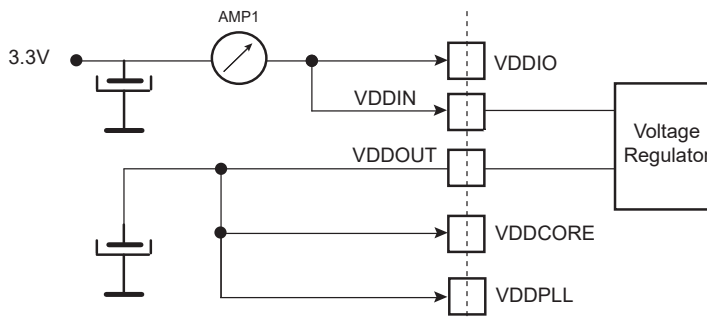 AMP1
3.3V
VDDIO
VDDIN
Voltage
Regulator
VDDOUT
VDDCORE
VDDPLL